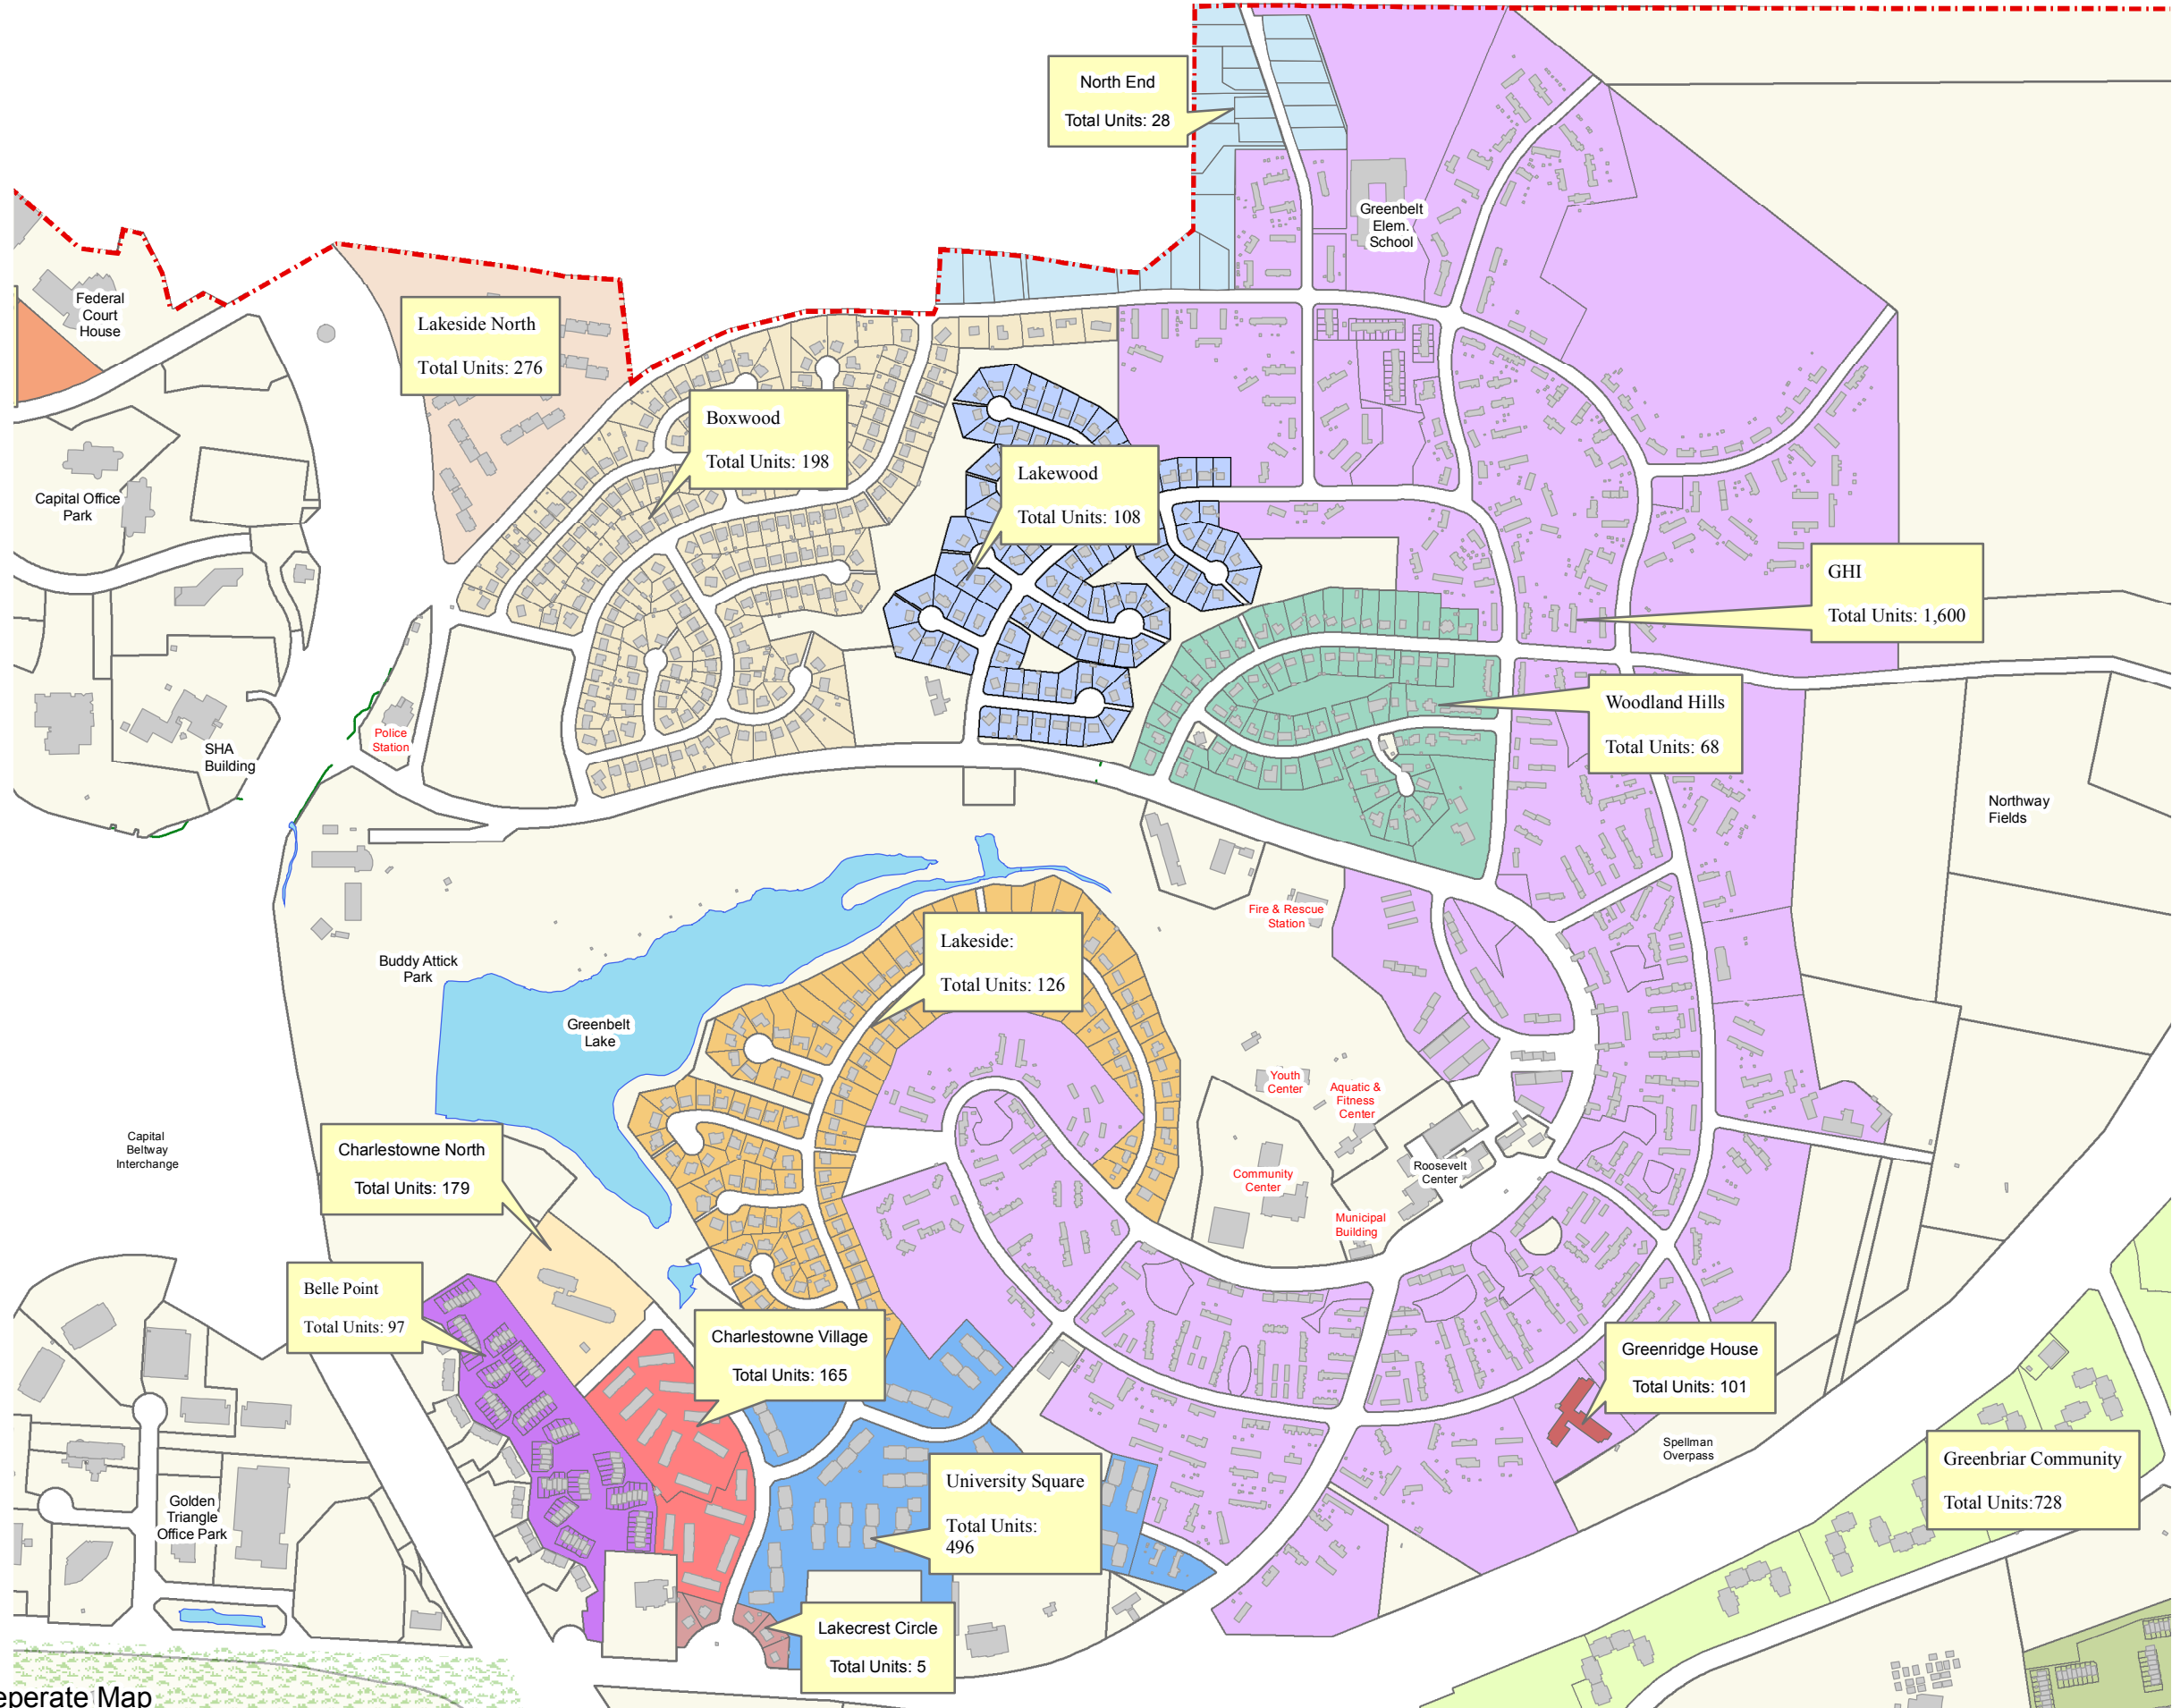 North End
Total Units: 28
Greenbelt
Elem.
School
Federal
Court
House
Lakeside North
Total Units: 276
Boxwood
Total Units: 198
Lakewood
Total Units: 108
Capital Office
Park
GHI
Total Units: 1,600
Woodland Hills
Total Units: 68
Police
Station
SHA
Building
Northway
Fields
Fire & Rescue
Station
Lakeside:
Total Units: 126
Buddy Attick
Park
Greenbelt
Lake
Youth
Center
Aquatic &
Fitness
Center
Capital
Beltway
Interchange
Charlestowne North
Total Units: 179
Community
Center
Roosevelt
Center
Municipal
Building
Belle Point
Total Units: 97
Charlestowne Village
Total Units: 165
Greenridge House
Total Units: 101
Spellman
Overpass
Greenbriar Community
Total Units:728
University Square
Total Units:
496
Golden
Triangle
Office Park
Lakecrest Circle
Total Units: 5
eperate Map